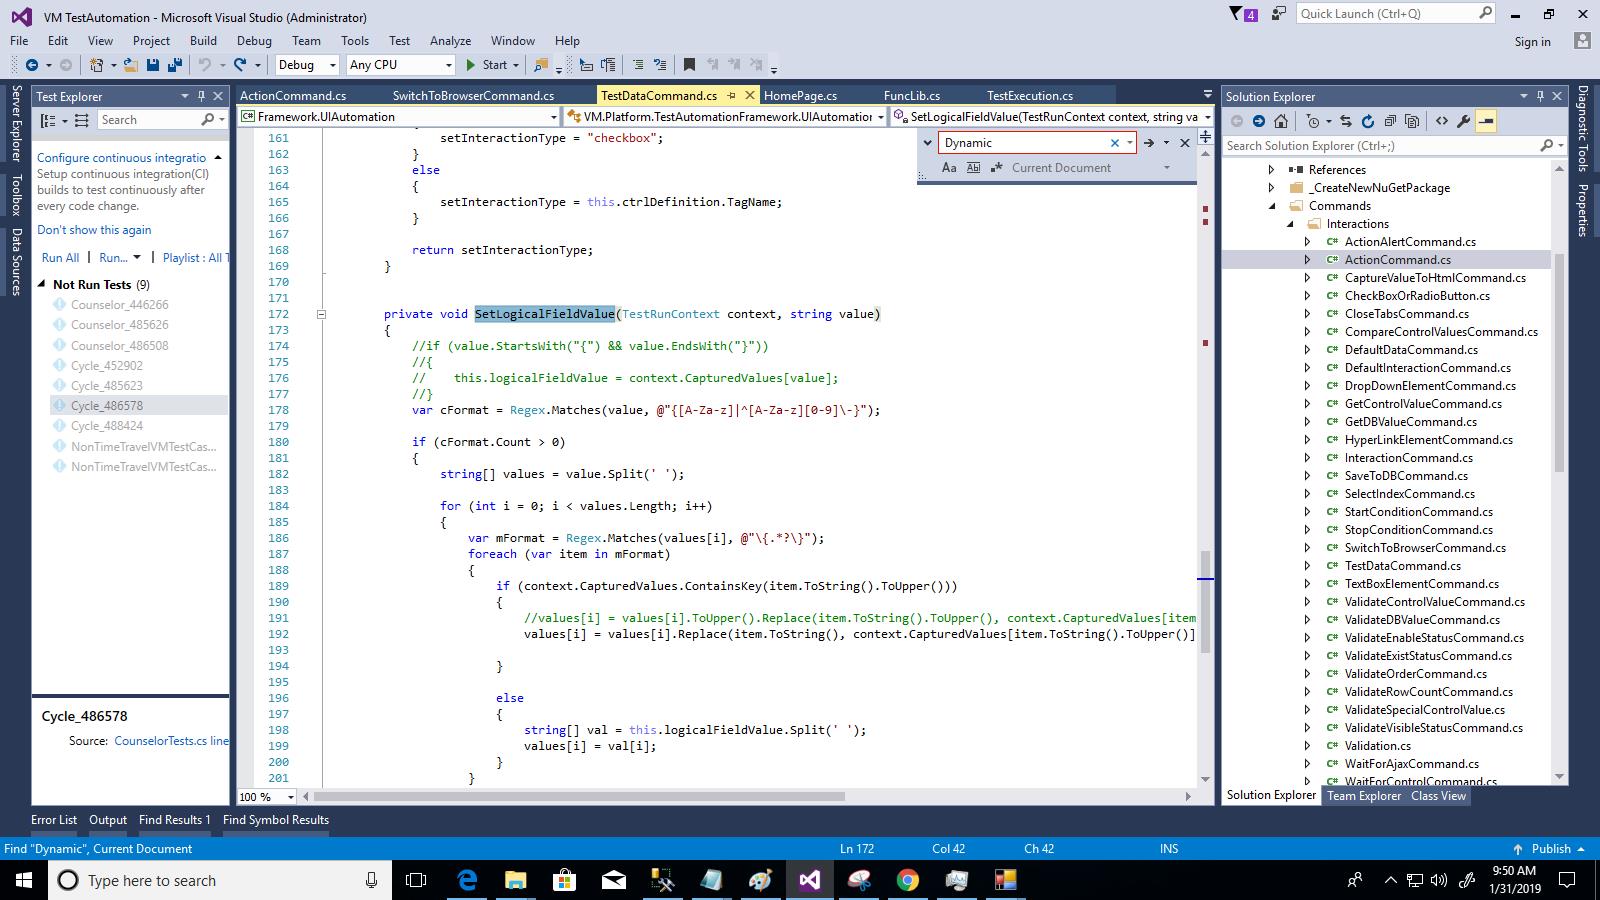 VM TestAutomation - Microsoft Visual Studio (Administrator)
4
Quick Launch (Ctrl+Q)
File Edit View Project Build Debug Team Tools Test Analyze Window Help
Sign in
Debug Any CPU Start
Server Explorer
Toolbox
Data Sources
Test Explorer
Search
Configure continuous integratio
Setup continuous integration(CI)
builds to test continuously after
every code change.
Don't show this again
Run All | Run... | Playlist : All T
Not Run Tests (9)
Counselor_446266
Counselor_485626
Counselor_486508
Cycle_452902
Cycle_485623
Cycle_486578
Cycle_488424
NonTimeTravelVMTestCas...
NonTimeTravelVMTestCas...
Cycle_486578
Source: CounselorTests.cs line
ActionCommand.cs SwitchToBrowserCommand.cs TestDataCommand.cs HomePage.cs FuncLib.cs TestExecution.cs
Framework.UIAutomation VM.Platform.TestAutomationFramework.UIAutomation SetLogicalFieldValue(TestRunContext context, string va
Dynamic
Aa Ab .* Current Document
161 setInteractionType = "checkbox";
162 }
163 else
164 {
165 setInteractionType = this.ctrlDefinition.TagName;
166 }
167
168 return setInteractionType;
169 }
170
171
172 private void SetLogicalFieldValue(TestRunContext context, string value)
173 {
174 //if (value.StartsWith("{") && value.EndsWith("}"))
175 //{
176 // this.logicalFieldValue = context.CapturedValues[value];
177 //}
178 var cFormat = Regex.Matches(value, @"{[A-Za-z]|^[A-Za-z][0-9]\-}");
179
180 if (cFormat.Count > 0)
181 {
182 string[] values = value.Split(' ');
183
184 for (int i = 0; i < values.Length; i++)
185 {
186 var mFormat = Regex.Matches(values[i], @"\{.*?\}");
187 foreach (var item in mFormat)
188 {
189 if (context.CapturedValues.ContainsKey(item.ToString().ToUpper()))
190 {
191 //values[i] = values[i].ToUpper().Replace(item.ToString().ToUpper(), context.CapturedValues[item
192 values[i] = values[i].Replace(item.ToString(), context.CapturedValues[item.ToString().ToUpper()]
193
194 }
195
196 else
197 {
198 string[] val = this.logicalFieldValue.Split(' ');
199 values[i] = val[i];
200 }
201 }
100 %
Solution Explorer
Search Solution Explorer (Ctrl+;)
References
_CreateNewNuGetPackage
Commands
Interactions
C# ActionAlertCommand.cs
C# ActionCommand.cs
C# CaptureValueToHtmlCommand.cs
C# CheckBoxOrRadioButton.cs
C# CloseTabsCommand.cs
C# CompareControlValuesCommand.cs
C# DefaultDataCommand.cs
C# DefaultInteractionCommand.cs
C# DropDownElementCommand.cs
C# GetControlValueCommand.cs
C# GetDBValueCommand.cs
C# HyperLinkElementCommand.cs
C# InteractionCommand.cs
C# SaveToDBCommand.cs
C# SelectIndexCommand.cs
C# StartConditionCommand.cs
C# StopConditionCommand.cs
C# SwitchToBrowserCommand.cs
C# TestDataCommand.cs
C# TextBoxElementCommand.cs
C# ValidateControlValueCommand.cs
C# ValidateDBValueCommand.cs
C# ValidateEnableStatusCommand.cs
C# ValidateExistStatusCommand.cs
C# ValidateOrderCommand.cs
C# ValidateRowCountCommand.cs
C# ValidateSpecialControlValue.cs
C# ValidateVisibleStatusCommand.cs
C# Validation.cs
C# WaitForAjaxCommand.cs
C# WaitForControlCommand.cs
Solution Explorer Team Explorer Class View
Diagnostic Tools
Properties
Error List Output Find Results 1 Find Symbol Results
Find "Dynamic", Current Document Ln 172 Col 42 Ch 42 INS Publish
Type here to search
9:50 AM
1/31/2019